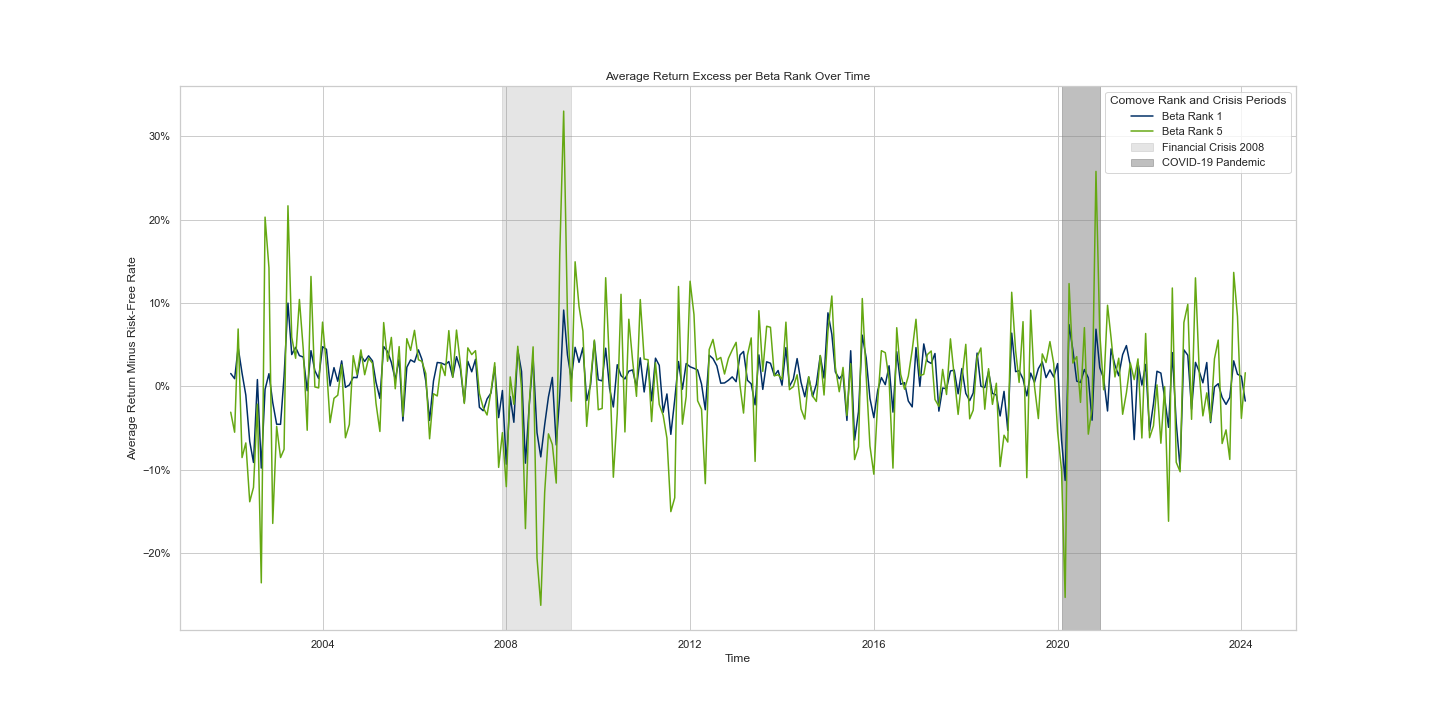 Average Return Excess per Beta Rank Over Time
Comove Rank and Crisis Periods
Beta Rank 1
Beta Rank 5
Financial Crisis 2008
COVID-19 Pandemic
Average Return Minus Risk-Free Rate
30%
20%
10%
0%
−10%
−20%
2004 2008 2012 2016 2020 2024
Time